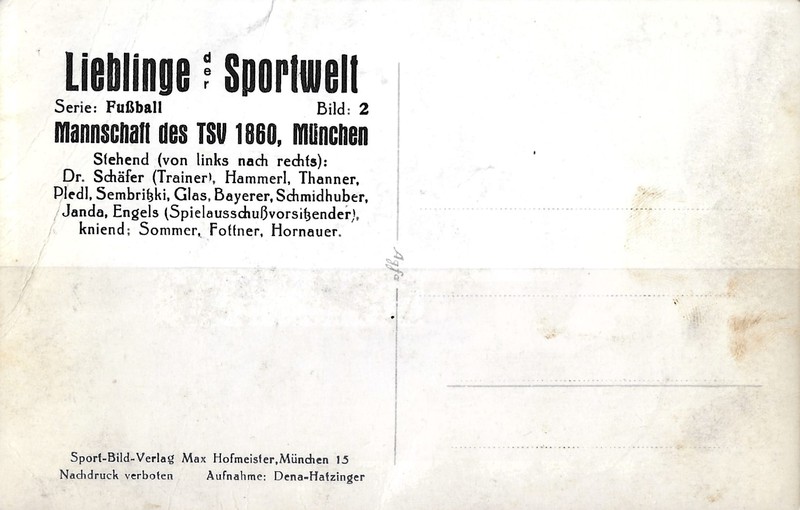 Lieblinge der Sportwelt
Serie: Fußball Bild: 2
Mannschaft des TSV 1860, München
Stehend (von links nach rechts):
Dr. Schäfer (Trainer), Hammerl, Thanner,
Pledl, Sembritzki, Glas, Bayerer, Schmidhuber,
Janda, Engels (Spielausschußvorsitzender),
kniend: Sommer, Fottner, Hornauer.
Agfa
Sport-Bild-Verlag Max Hofmeister, München 15
Nachdruck verboten Aufnahme: Dena-Hatzinger